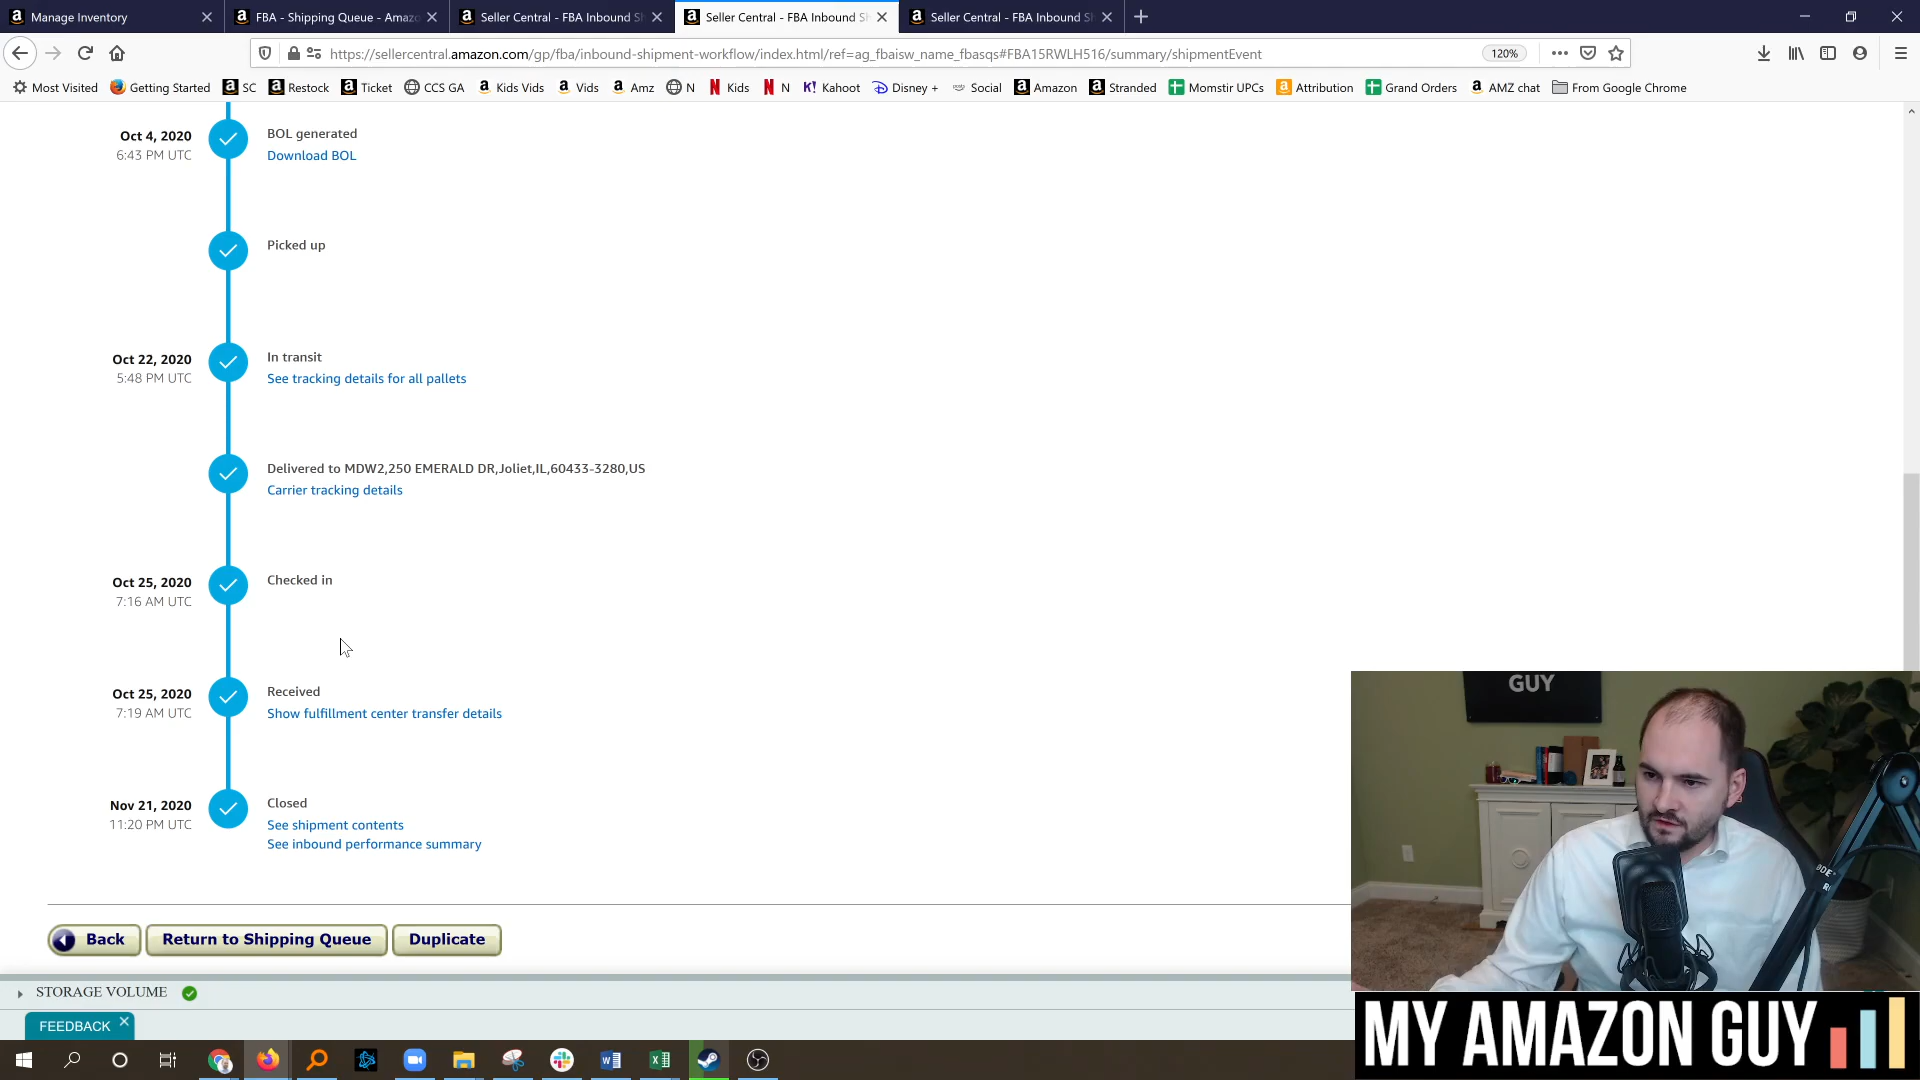 Manage Inventory
FBA - Shipping Queue - Amazo
Seller Central - FBA Inbound S
Seller Central - FBA Inbound S
Seller Central - FBA Inbound S
https://sellercentral.amazon.com/gp/fba/inbound-shipment-workflow/index.html/ref=ag_fbaisw_name_fbasqs#FBA15RWLH516/summary/shipmentEvent
120%
Most Visited Getting Started SC Restock Ticket CCS GA Kids Vids Vids Amz N Kids N Kahoot Disney + Social Amazon Stranded Momstir UPCs Attribution Grand Orders AMZ chat From Google Chrome
Oct 4, 2020
6:43 PM UTC
BOL generated
Download BOL
Picked up
Oct 22, 2020
5:48 PM UTC
In transit
See tracking details for all pallets
Delivered to MDW2,250 EMERALD DR,Joliet,IL,60433-3280,US
Carrier tracking details
Oct 25, 2020
7:16 AM UTC
Checked in
Oct 25, 2020
7:19 AM UTC
Received
Show fulfillment center transfer details
Nov 21, 2020
11:20 PM UTC
Closed
See shipment contents
See inbound performance summary
Back
Return to Shipping Queue
Duplicate
STORAGE VOLUME
FEEDBACK
GUY
MY AMAZON GUY